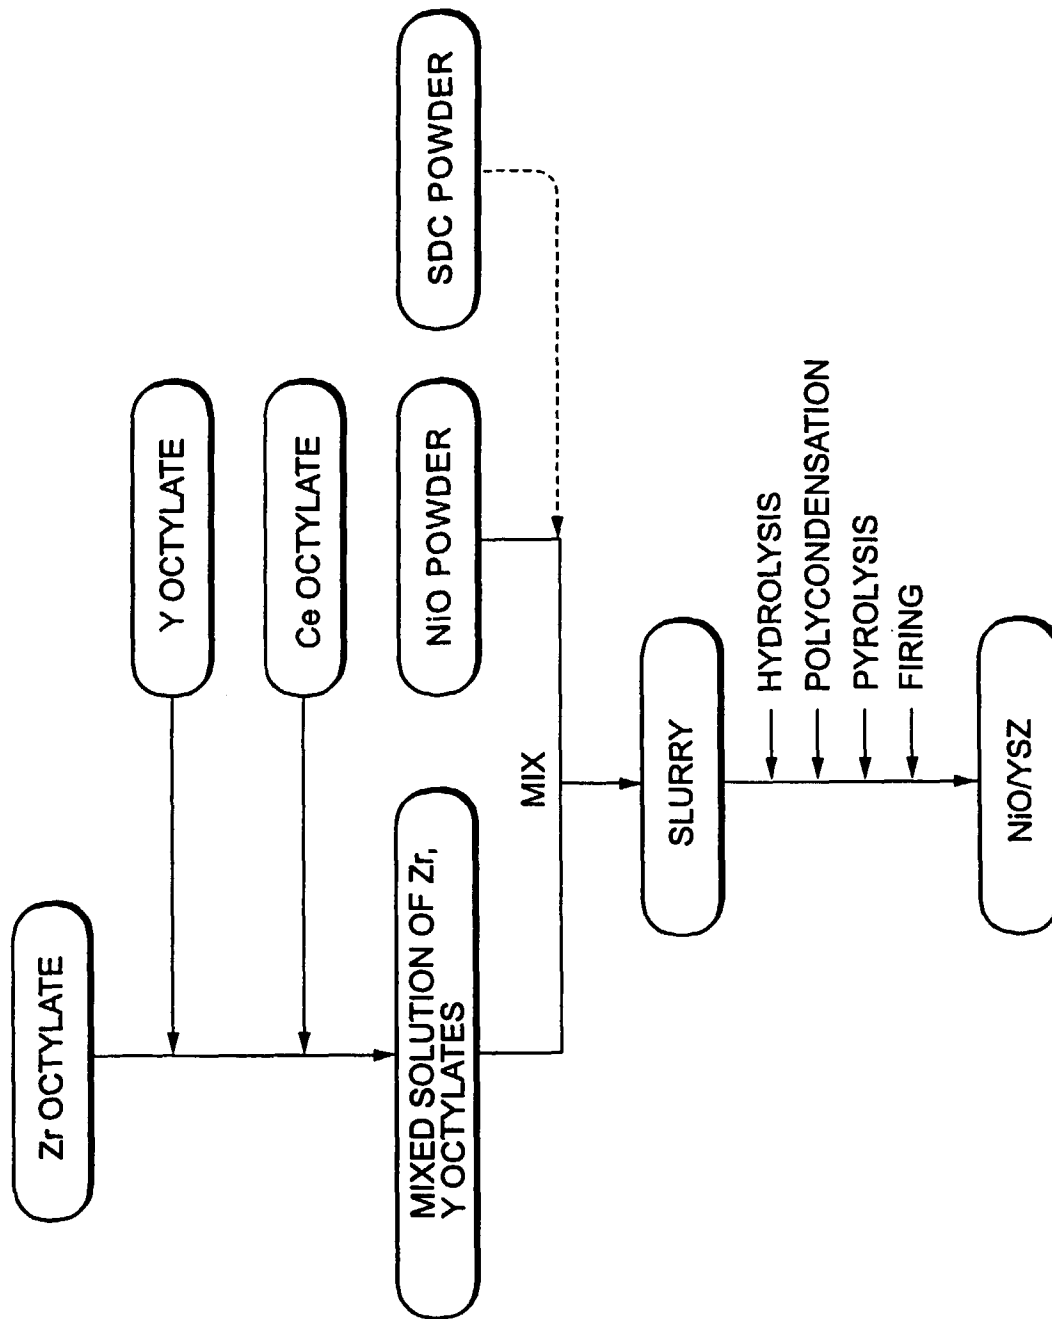 Zr OCTYLATE
Y OCTYLATE
Ce OCTYLATE
MIXED SOLUTION OF Zr,
Y OCTYLATES
NiO POWDER
SDC POWDER
MIX
SLURRY
HYDROLYSIS
POLYCONDENSATION
PYROLYSIS
FIRING
NiO/YSZ